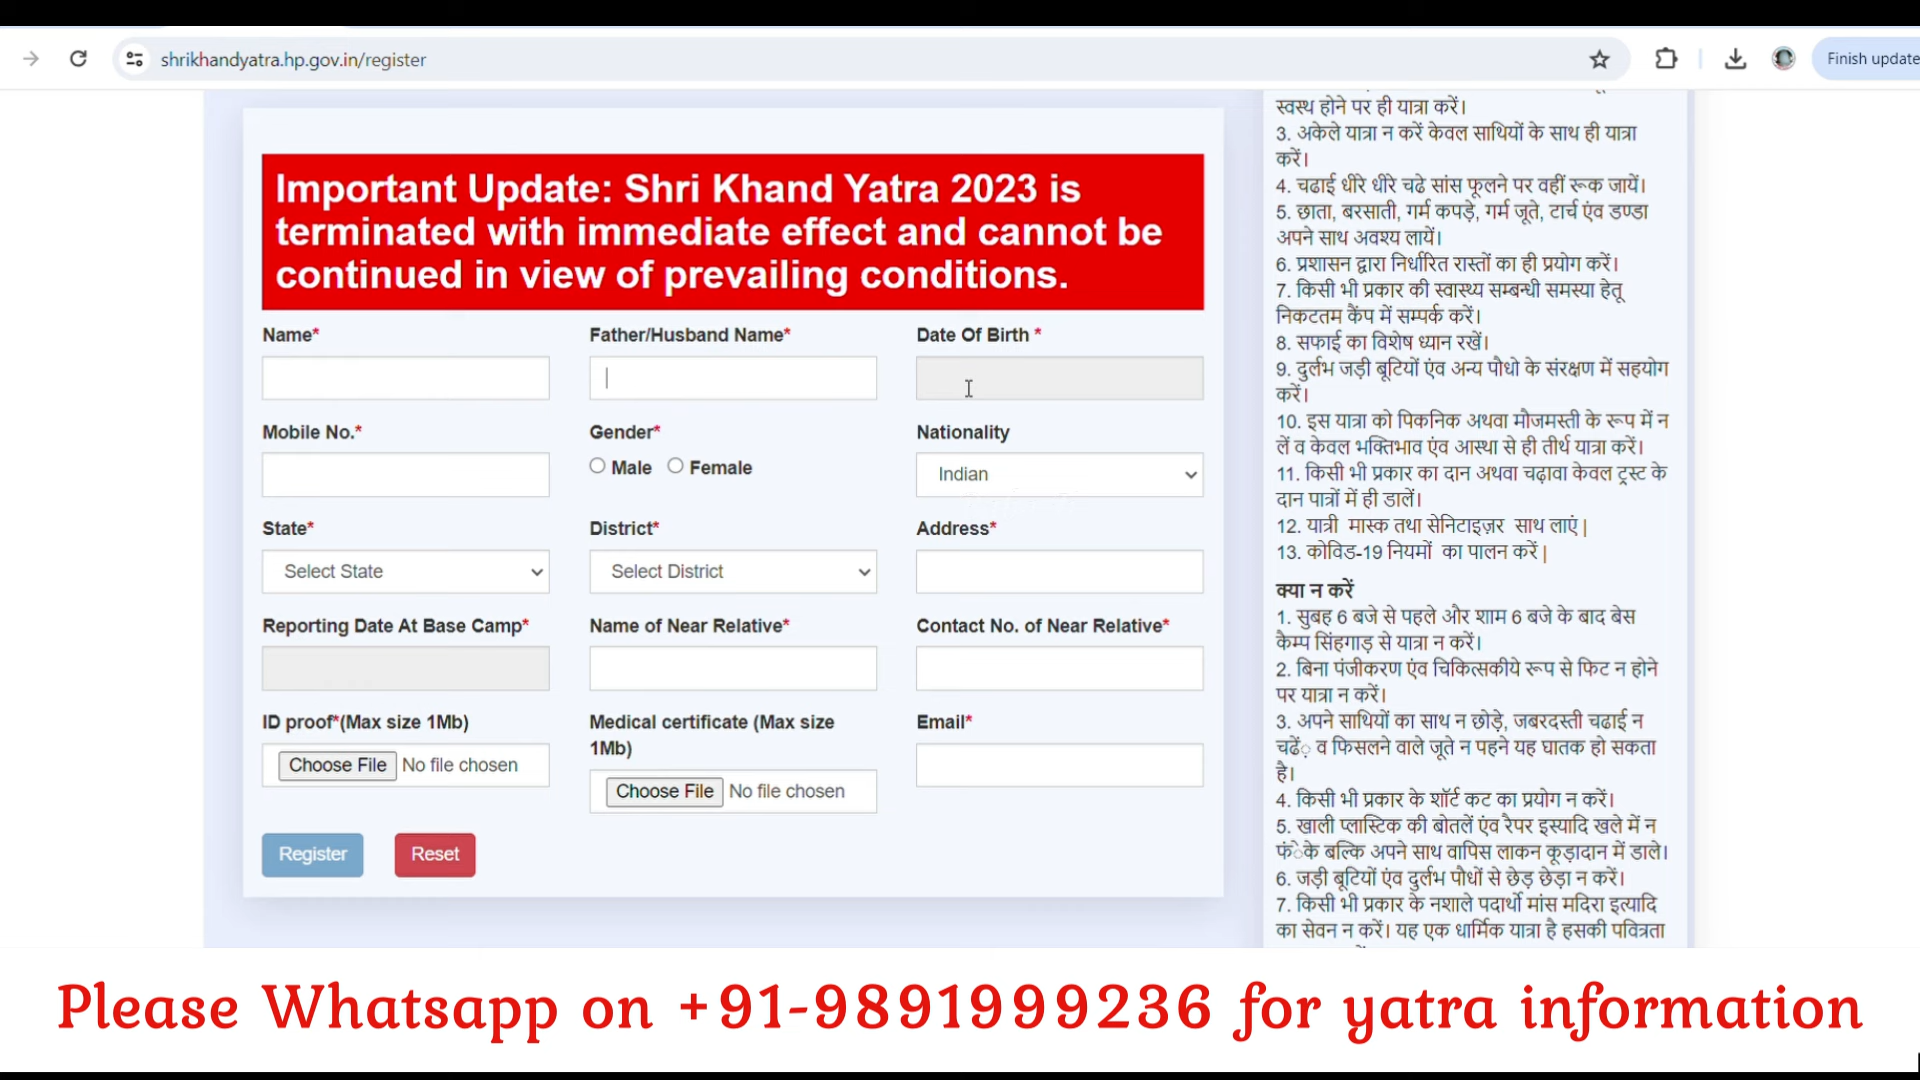 shrikhandyatra.hp.gov.in/register
Finish update
Important Update: Shri Khand Yatra 2023 is
terminated with immediate effect and cannot be
continued in view of prevailing conditions.
Name*
Father/Husband Name*
Date Of Birth *
Mobile No.*
Gender*
Nationality
Male
Female
Indian
State*
District*
Address*
Select State
Select District
Reporting Date At Base Camp*
Name of Near Relative*
Contact No. of Near Relative*
ID proof*(Max size 1Mb)
Medical certificate (Max size
1Mb)
Email*
Choose File No file chosen
Choose File No file chosen
Register
Reset
स्वस्थ होने पर ही यात्रा करें।
3. अकेले यात्रा न करें केवल साथियों के साथ ही यात्रा
करें।
4. चढाई धीरे धीरे चढे सांस फूलने पर वहीं रूक जायें।
5. छाता, बरसाती, गर्म कपड़े, गर्म जूते, टार्च एंव डण्डा
अपने साथ अवश्य लायें।
6. प्रशासन द्वारा निर्धारित रास्तों का ही प्रयोग करें।
7. किसी भी प्रकार की स्वास्थ्य सम्बन्धी समस्या हेतू
निकटतम कैंप में सम्पर्क करें।
8. सफाई का विशेष ध्यान रखें।
9. दुर्लभ जड़ी बूटियों एंव अन्य पौधो के संरक्षण में सहयोग
करें।
10. इस यात्रा को पिकनिक अथवा मौजमस्ती के रूप में न
लें व केवल भक्तिभाव एंव आस्था से ही तीर्थ यात्रा करें।
11. किसी भी प्रकार का दान अथवा चढ़ावा केवल ट्रस्ट के
दान पात्रों में ही डालें।
12. यात्री मास्क तथा सेनिटाइज़र साथ लाएं |
13. कोविड-19 नियमों का पालन करें |
क्या न करें
1. सुबह 6 बजे से पहले और शाम 6 बजे के बाद बेस
कैम्प सिंहगाड़ से यात्रा न करें।
2. बिना पंजीकरण एंव चिकित्सकीये रूप से फिट न होने
पर यात्रा न करें।
3. अपने साथियों का साथ न छोड़े, जबरदस्ती चढाई न
चढें़ व फिसलने वाले जूते न पहने यह घातक हो सकता
है।
4. किसी भी प्रकार के शॉर्ट कट का प्रयोग न करें।
5. खाली प्लास्टिक की बोतलें एंव रैपर इस्यादि खले में न
फंेके बल्कि अपने साथ वापिस लाकन कूड़ादान में डाले।
6. जड़ी बूटियों एंव दुर्लभ पौधों से छेड़ छेड़ा न करें।
7. किसी भी प्रकार के नशाले पदार्थो मांस मदिरा इत्यादि
का सेवन न करें। यह एक धार्मिक यात्रा है हसकी पवित्रता
Please Whatsapp on +91-9891999236 for yatra information